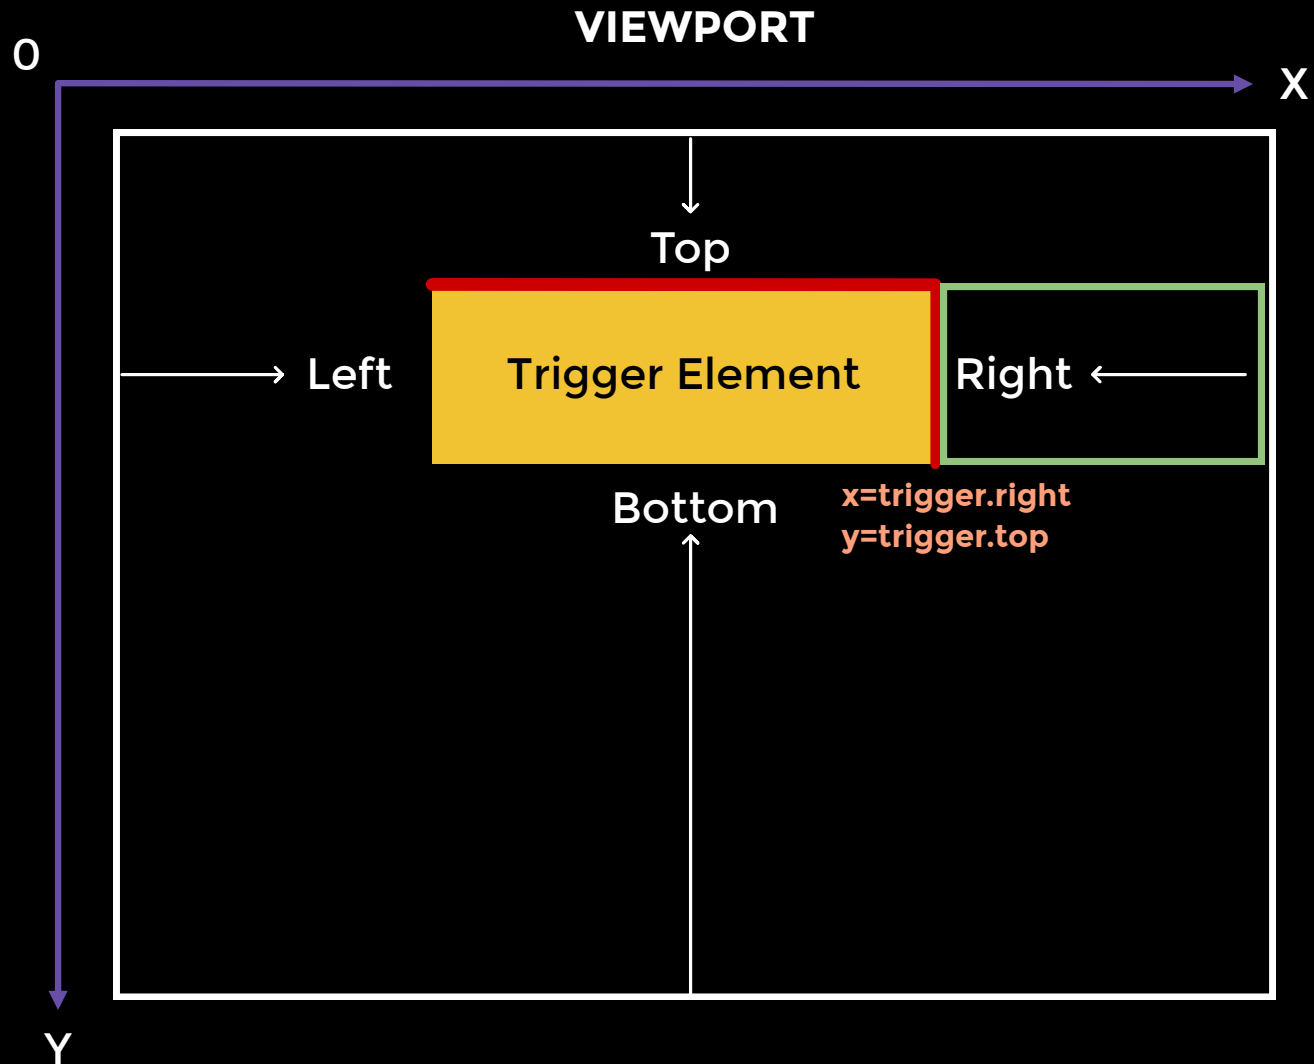 VIEWPORT
0
X
Top
Left
Trigger Element
Right
x=trigger.right
Bottom
y=trigger.top
Y